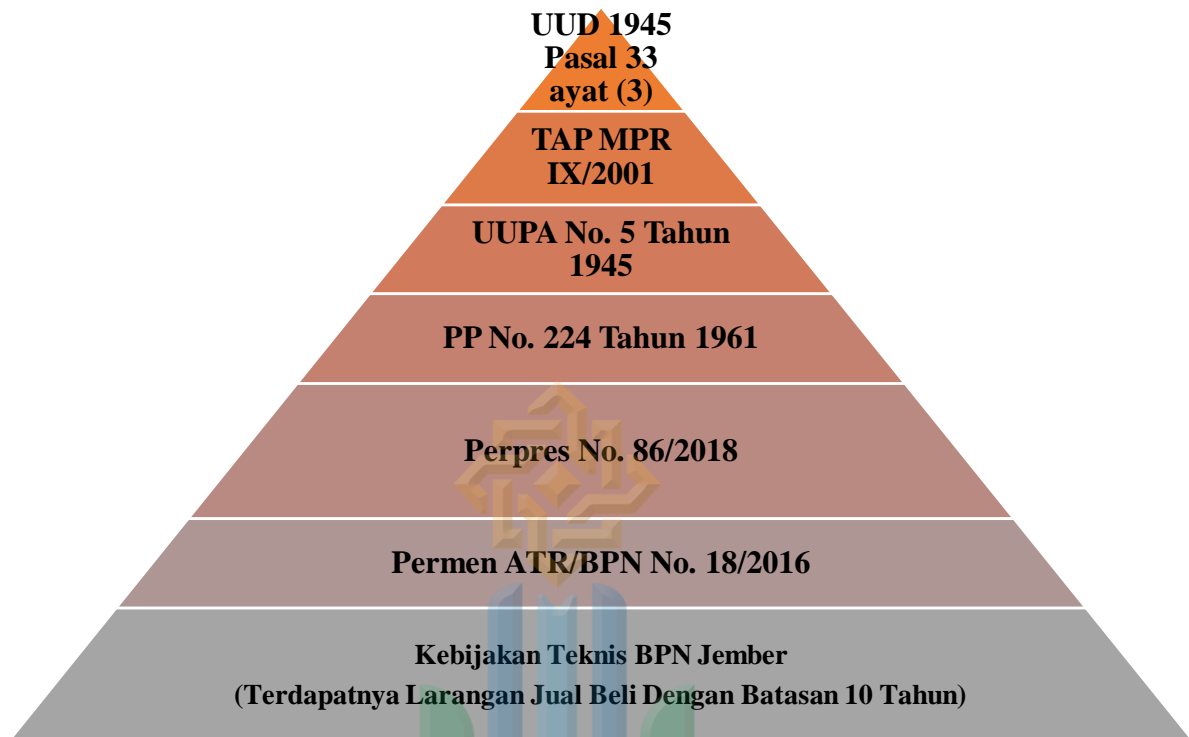 UUD 1945
Pasal 33
ayat (3)
TAP MPR
IX/2001
UUPA No. 5 Tahun
1945
PP No. 224 Tahun 1961
Perpres No. 86/2018
Permen ATR/BPN No. 18/2016
Kebijakan Teknis BPN Jember
(Terdapatnya Larangan Jual Beli Dengan Batasan 10 Tahun)